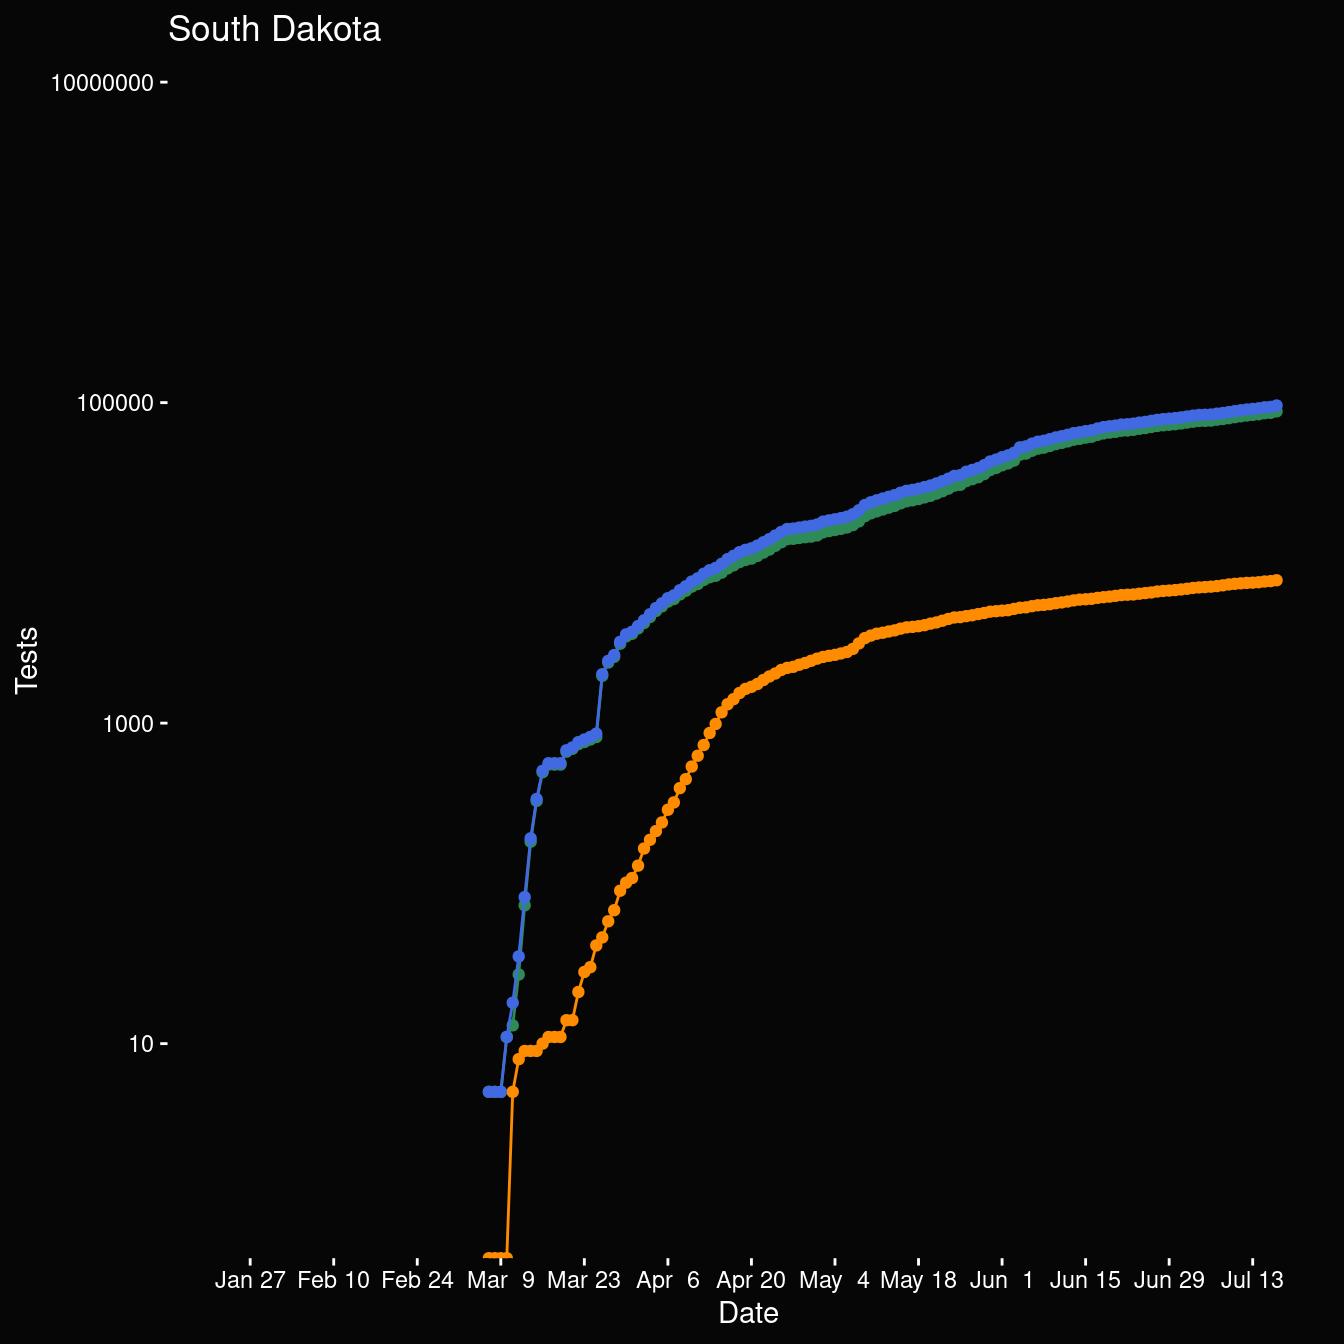 South Dakota
10000000
100000
1000
10
Tests
Jan 27 Feb 10 Feb 24 Mar 9 Mar 23 Apr 6 Apr 20 May 4 May 18 Jun 1 Jun 15 Jun 29 Jul 13
Date